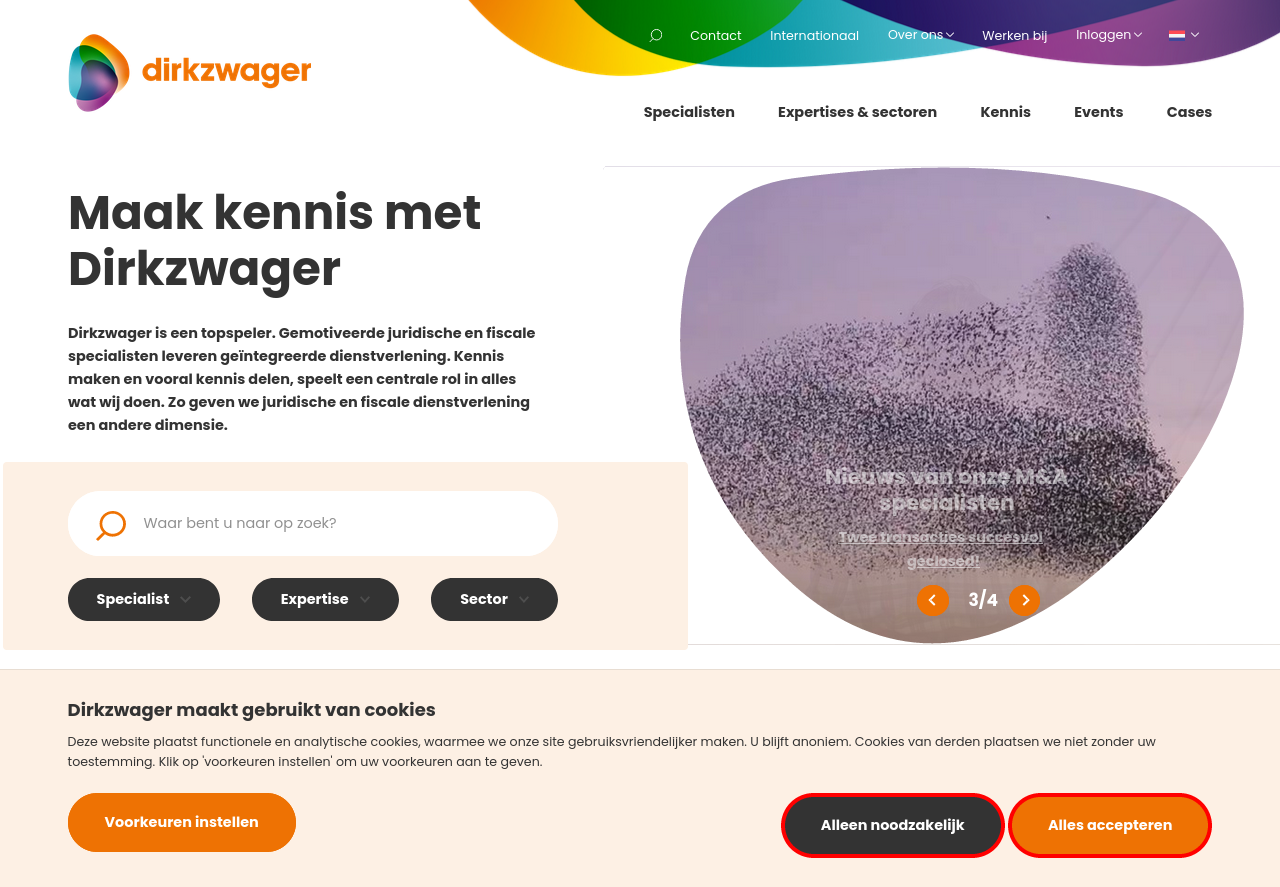 dirkzwager
Contact
Internationaal
Over ons
Werken bij
Inloggen
Specialisten
Expertises & sectoren
Kennis
Events
Cases
Maak kennis met
Dirkzwager
Dirkzwager is een topspeler. Gemotiveerde juridische en fiscale
specialisten leveren geïntegreerde dienstverlening. Kennis
maken en vooral kennis delen, speelt een centrale rol in alles
wat wij doen. Zo geven we juridische en fiscale dienstverlening
een andere dimensie.
Nieuws van onze M&A
specialisten
Twee transacties succesvol
geclosed!
3/4
Waar bent u naar op zoek?
Specialist
Expertise
Sector
Dirkzwager maakt gebruikt van cookies
Deze website plaatst functionele en analytische cookies, waarmee we onze site gebruiksvriendelijker maken. U blijft anoniem. Cookies van derden plaatsen we niet zonder uw
toestemming. Klik op 'voorkeuren instellen' om uw voorkeuren aan te geven.
Voorkeuren instellen
Alleen noodzakelijk
Alles accepteren